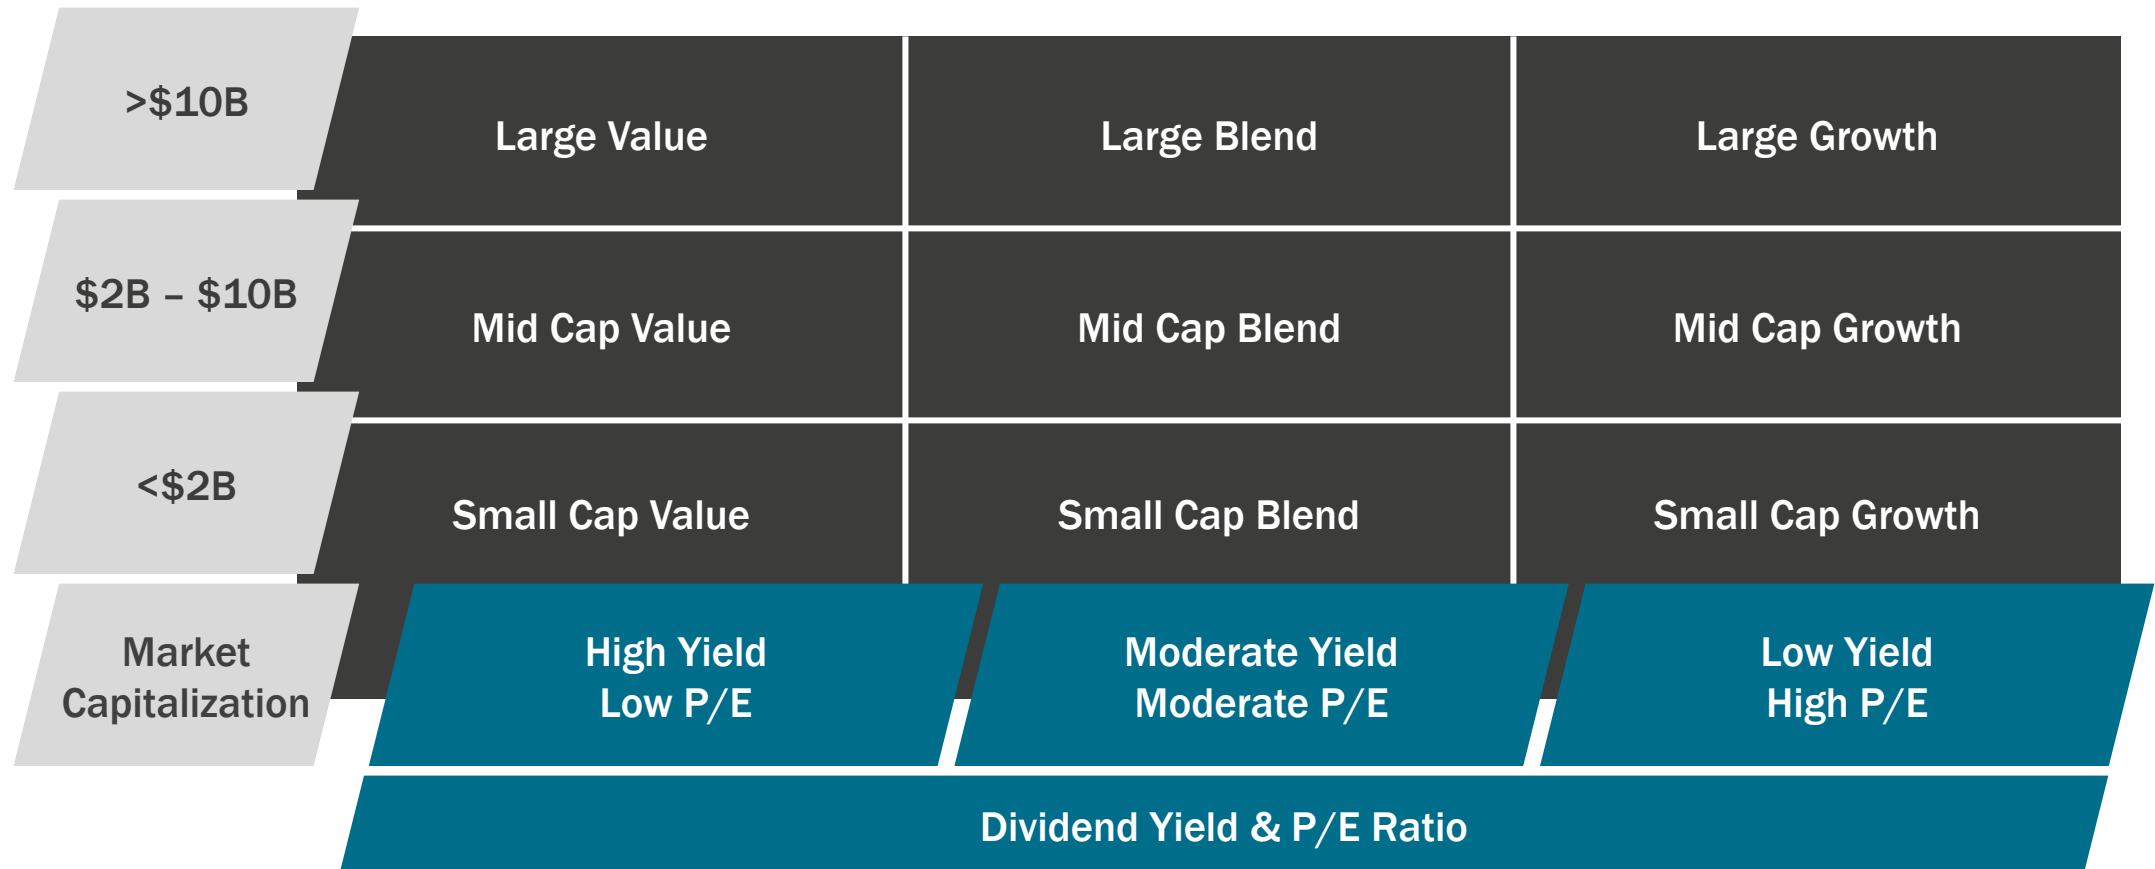 >$10B
Large Value
Large Blend
Large Growth
$2B – $10B
Mid Cap Value
Mid Cap Blend
Mid Cap Growth
<$2B
Small Cap Value
Small Cap Blend
Small Cap Growth
Market
Capitalization
High Yield
Low P/E
Moderate Yield
Moderate P/E
Low Yield
High P/E
Dividend Yield & P/E Ratio